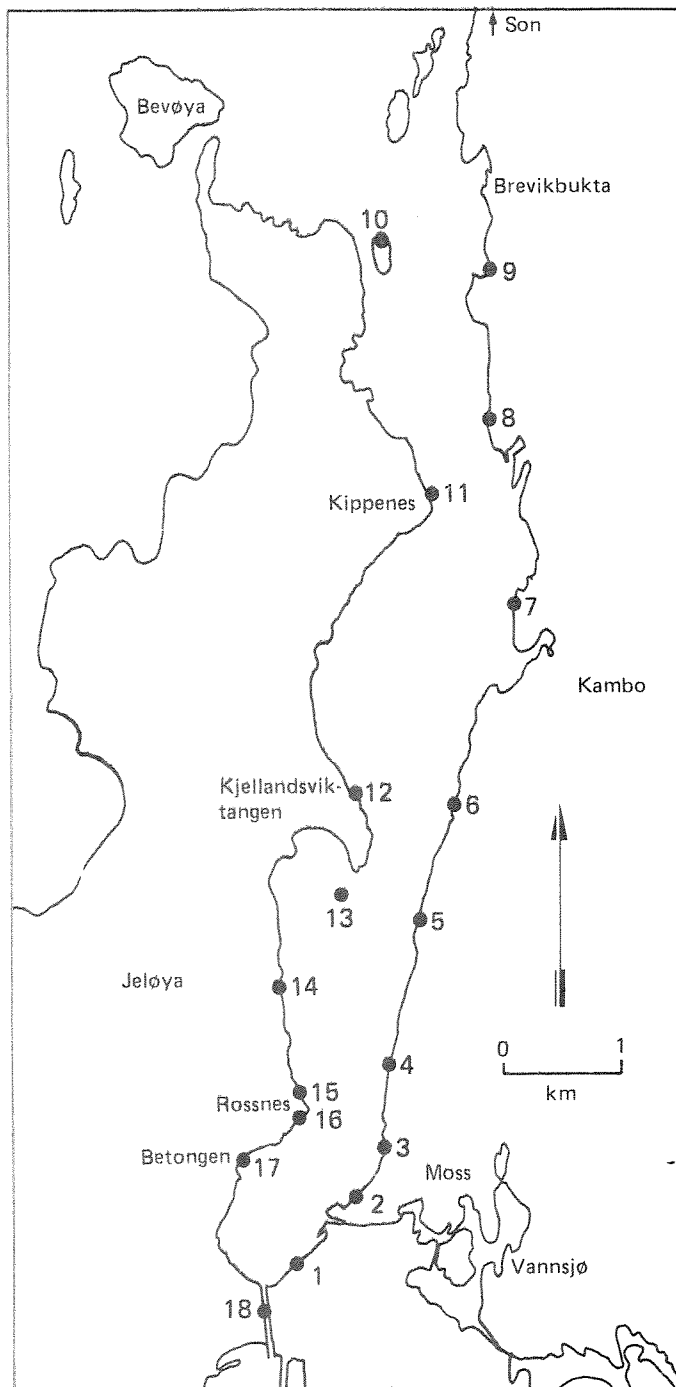 Son
Bevøya
Brevikbukta
10
9
8
Kippenes
11
7
Kambo
Kjellandsvik-
tangen
12
6
13
5
Jeløya
14
0 1
km
4
15
Rossnes
16
3
Betongen
17
Moss
2
Vannsjø
1
18